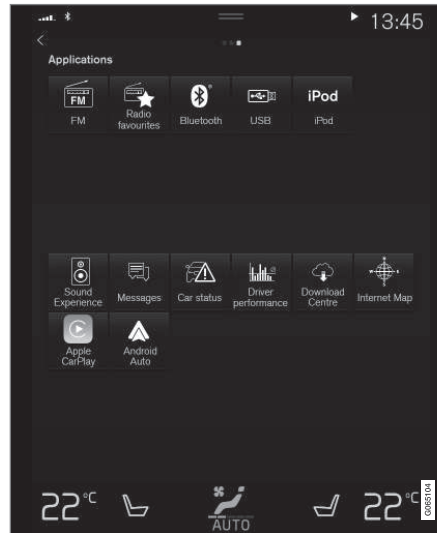 13:45
Applications
FM
iPod
FM
Radio
favourites
Bluetooth
USB
iPod
Sound
Experience
Messages
Car status
Driver
performance
Download
Centre
Internet Map
Apple
CarPlay
Android
Auto
22°C
AUTO
22°C
G065104